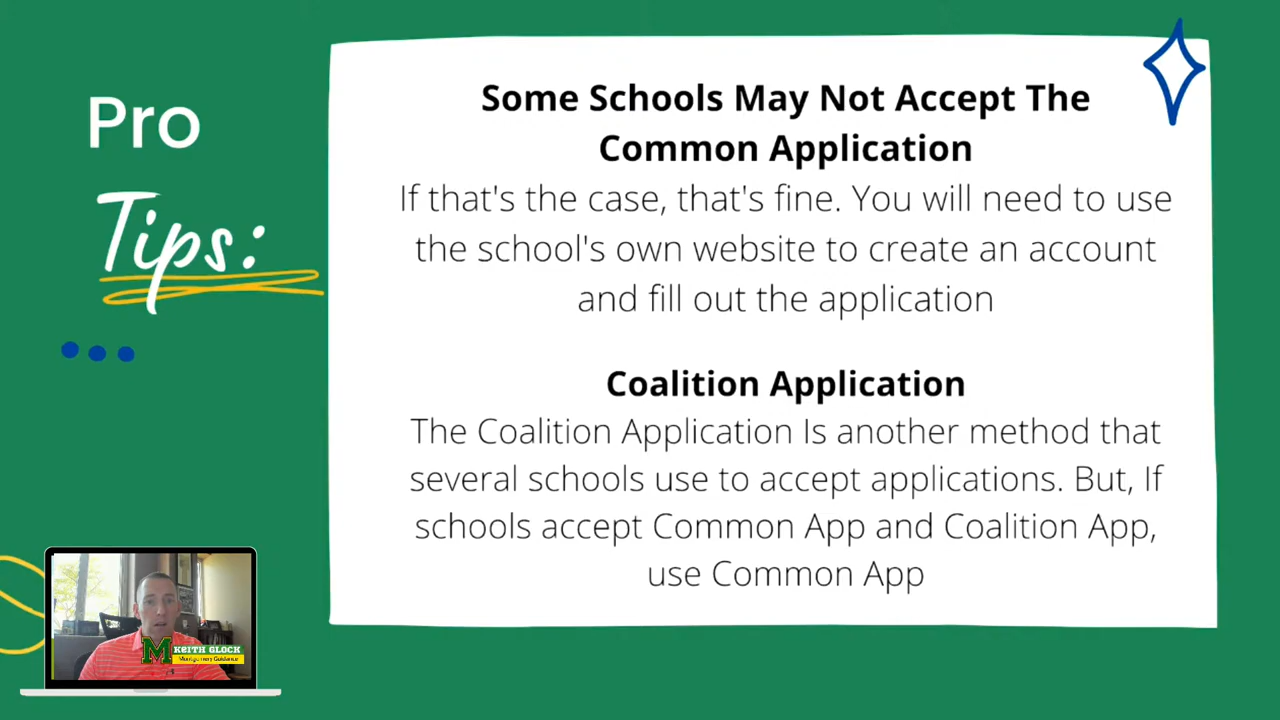 Pro
Tips:
Some Schools May Not Accept The
Common Application
If that's the case, that's fine. You will need to use
the school's own website to create an account
and fill out the application
Coalition Application
The Coalition Application Is another method that
several schools use to accept applications. But, If
schools accept Common App and Coalition App,
use Common App
M KEITH GLOCK
Montgomery Guidance